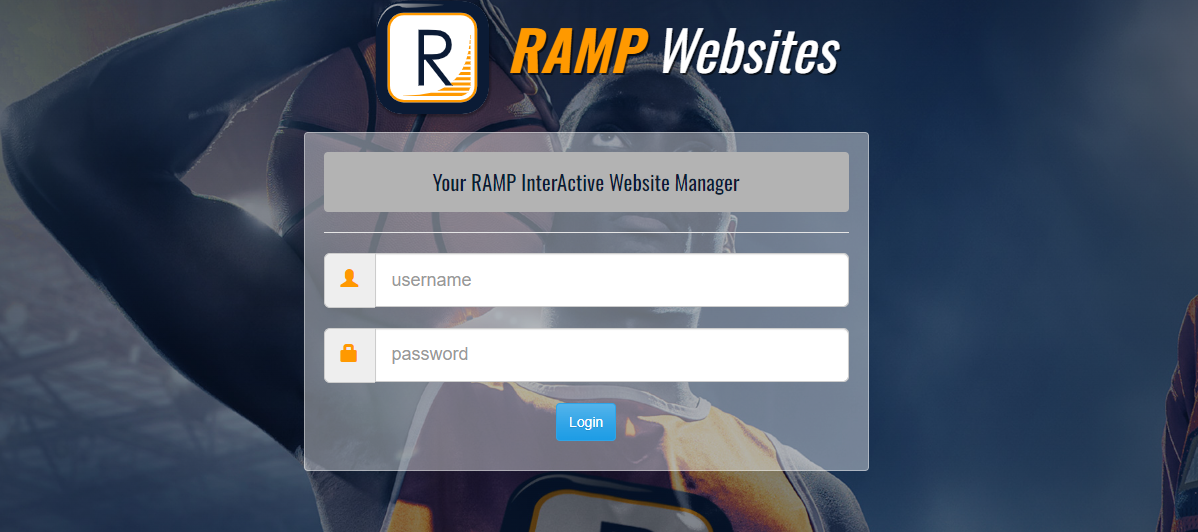 R
RAMP Websites
Your RAMP InterActive Website Manager
username
password
Login